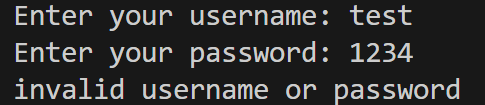 Enter your username: test
Enter your password: 1234
invalid username or password